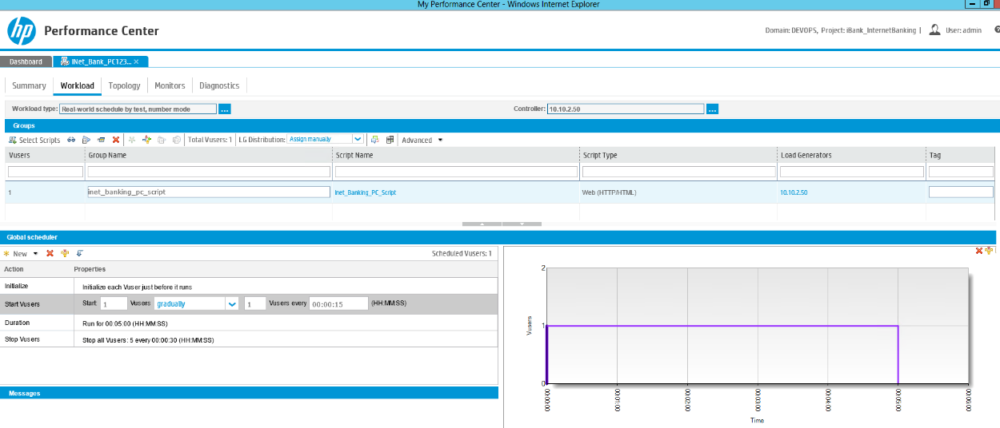 My Performance Center - Windows Internet Explorer
hp Performance Center
Domain: DEVOPS, Project: iBank_InternetBanking | User: admin
Dashboard INet_Bank_PC123... ×
Summary Workload Topology Monitors Diagnostics
Workload type: Real-world schedule by test, number mode ... Controller: 10.10.2.50 ...
Groups
Select Scripts Total Vusers: 1 LG Distribution: Assign manually Advanced
Vusers Group Name Script Name Script Type Load Generators Tag
1 inet_banking_pc_script Inet_Banking_PC_Script Web (HTTP/HTML) 10.10.2.50
Global scheduler
New Scheduled Vusers: 1
Action Properties
Initialize Initialize each Vuser just before it runs
Start Vusers Start 1 Vusers gradually 1 Vusers every 00:00:15 (HH:MM:SS)
Duration Run for 00:05:00 (HH:MM:SS)
Stop Vusers Stop all Vusers: 5 every 00:00:30 (HH:MM:SS)
Messages
2
1
0
Vusers
00:00:00 00:01:00 00:02:00 00:03:00 00:04:00 00:05:00 00:06:00
Time